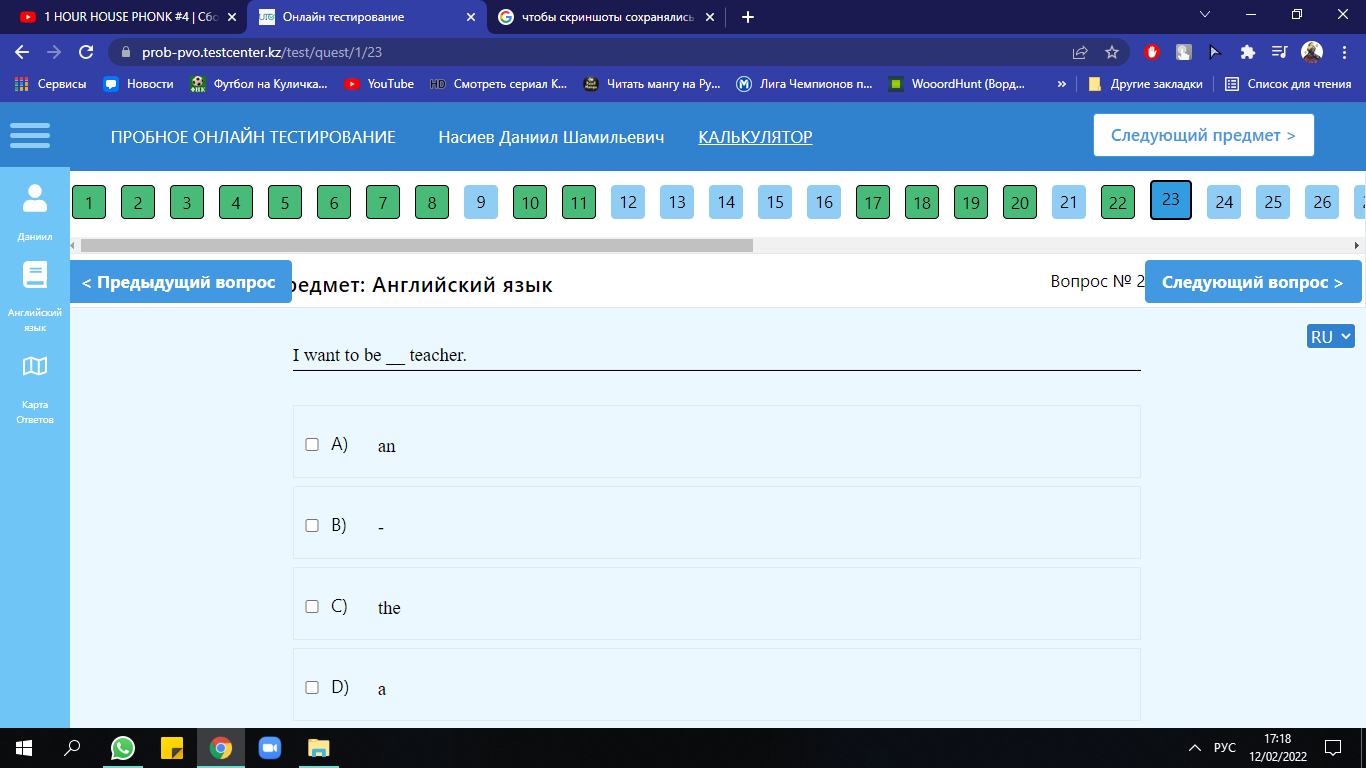 1 HOUR HOUSE PHONK #4 | Сбо
Онлайн тестирование
чтобы скриншоты сохранялись
prob-pvo.testcenter.kz/test/quest/1/23
Сервисы
Новости
Футбол на Куличка...
YouTube
HD Смотреть сериал К...
Читать мангу на Ру...
Лига Чемпионов п...
WooordHunt (Ворд...
»
Другие закладки
Список для чтения
ПРОБНОЕ ОНЛАЙН ТЕСТИРОВАНИЕ
Насиев Даниил Шамильевич
КАЛЬКУЛЯТОР
Следующий предмет >
1 2 3 4 5 6 7 8 9 10 11 12 13 14 15 16 17 18 19 20 21 22 23 24 25 26
Даниил
Английский
язык
Карта
Ответов
< Предыдущий вопрос
редмет: Английский язык
Вопрос № 2
Следующий вопрос >
RU
I want to be __ teacher.
A) an
B) -
C) the
D) a
РУС
17:18
12/02/2022